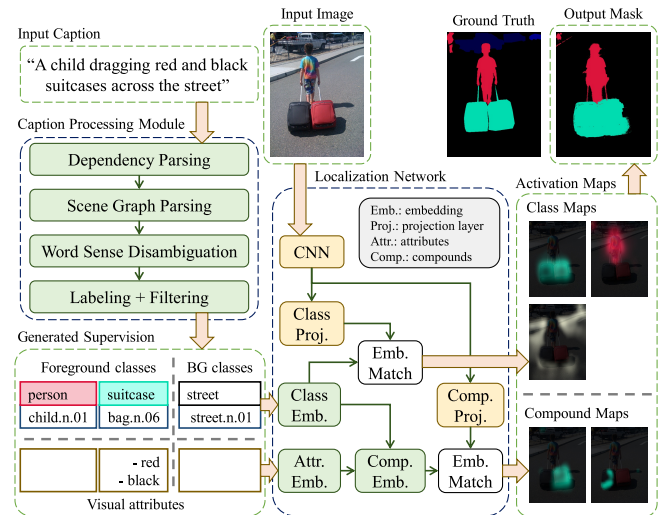 Input Caption
“A child dragging red and black
suitcases across the street”
Caption Processing Module
Dependency Parsing
Scene Graph Parsing
Word Sense Disambiguation
Labeling + Filtering
Generated Supervision
Foreground classes
BG classes
person
suitcase
street
child.n.01
bag.n.06
street.n.01
- red
- black
Visual attributes
Input Image
Ground Truth
Output Mask
Localization Network
Emb.: embedding
Proj.: projection layer
Attr.: attributes
Comp.: compounds
CNN
Class
Proj.
Emb.
Match
Class
Emb.
Comp.
Proj.
Attr.
Emb.
Comp.
Emb.
Emb.
Match
Activation Maps
Class Maps
Compound Maps